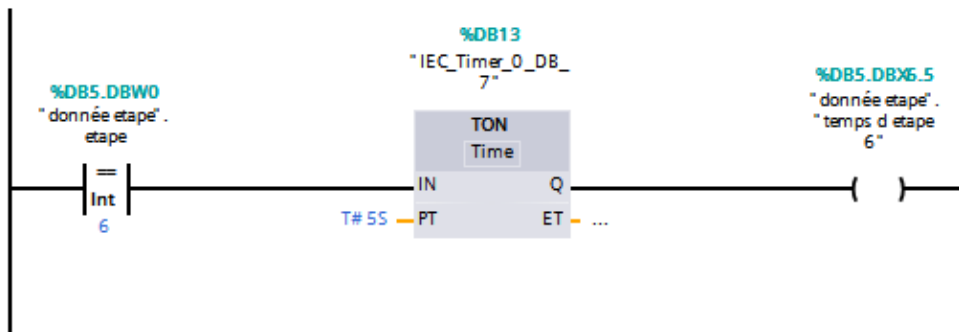 %DB13
"IEC_Timer_0_DB_
7"
%DB5.DBW0
"donnée etape".
etape
==
Int
6
TON
Time
IN
Q
T# 5S
PT
ET
...
%DB5.DBX6.5
"donnée etape".
"temps d etape
6"